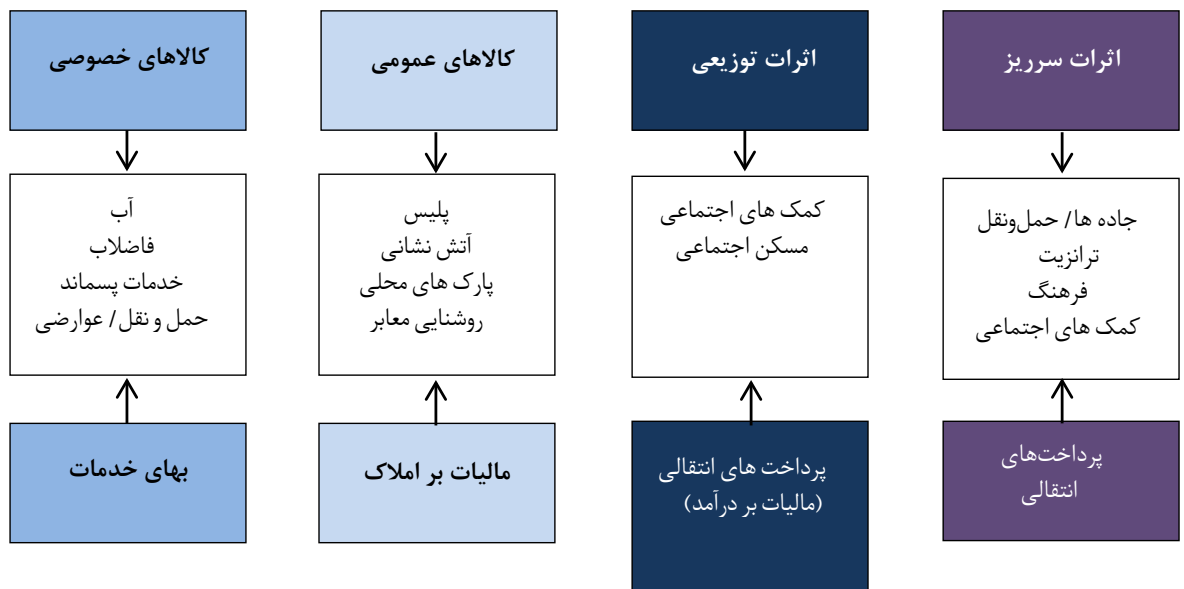 اثرات سرریز
اثرات توزیعی
کالاهای عمومی
کالاهای خصوصی
جاده ها/ حمل‌ونقل
ترانزیت
فرهنگ
کمک های اجتماعی
کمک های اجتماعی
مسکن اجتماعی
پلیس
آتش نشانی
پارک های محلی
روشنایی معابر
آب
فاضلاب
خدمات پسماند
حمل و نقل/ عوارضی
پرداخت‌های
انتقالی
پرداخت های انتقالی
(مالیات بر درآمد)
مالیات بر املاک
بهای خدمات